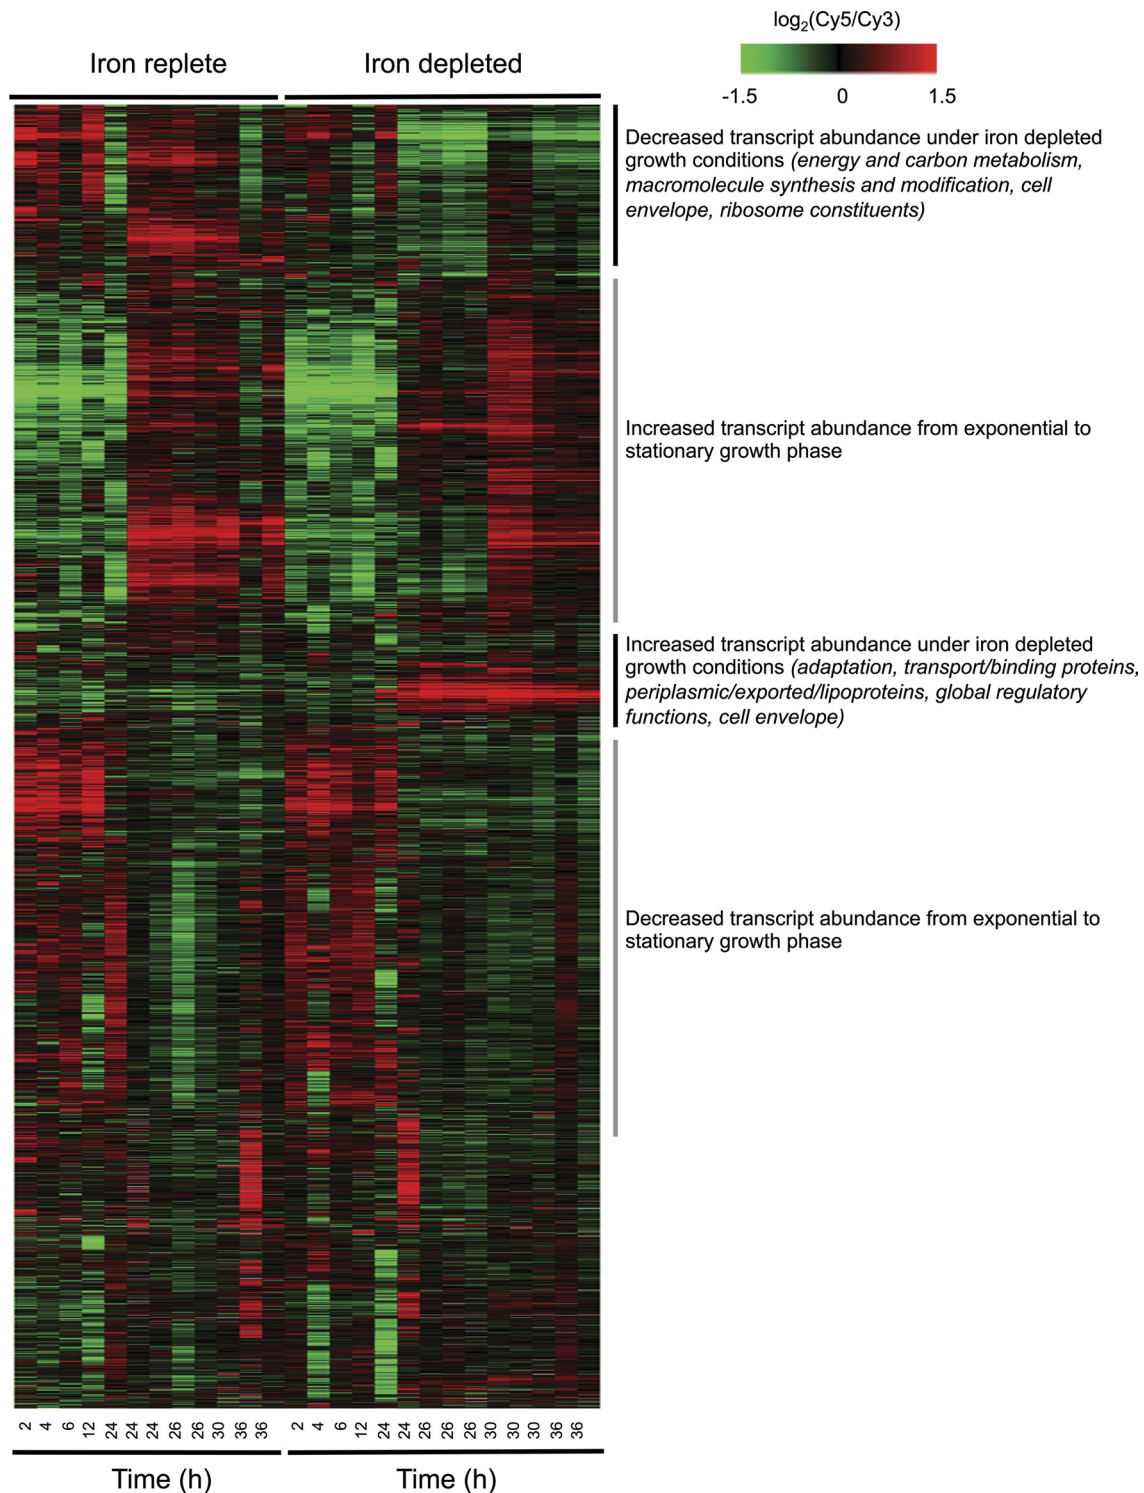 log2(Cy5/Cy3)
Iron replete
Iron depleted
-1.5 0 1.5
Decreased transcript abundance under iron depleted
growth conditions (energy and carbon metabolism,
macromolecule synthesis and modification, cell
envelope, ribosome constituents)
Increased transcript abundance from exponential to
stationary growth phase
Increased transcript abundance under iron depleted
growth conditions (adaptation, transport/binding proteins,
periplasmic/exported/lipoproteins, global regulatory
functions, cell envelope)
Decreased transcript abundance from exponential to
stationary growth phase
2 4 6 12 24 24 24 26 26 30 36 36
2 4 6 12 24 24 26 26 26 30 30 30 36 36
Time (h)
Time (h)